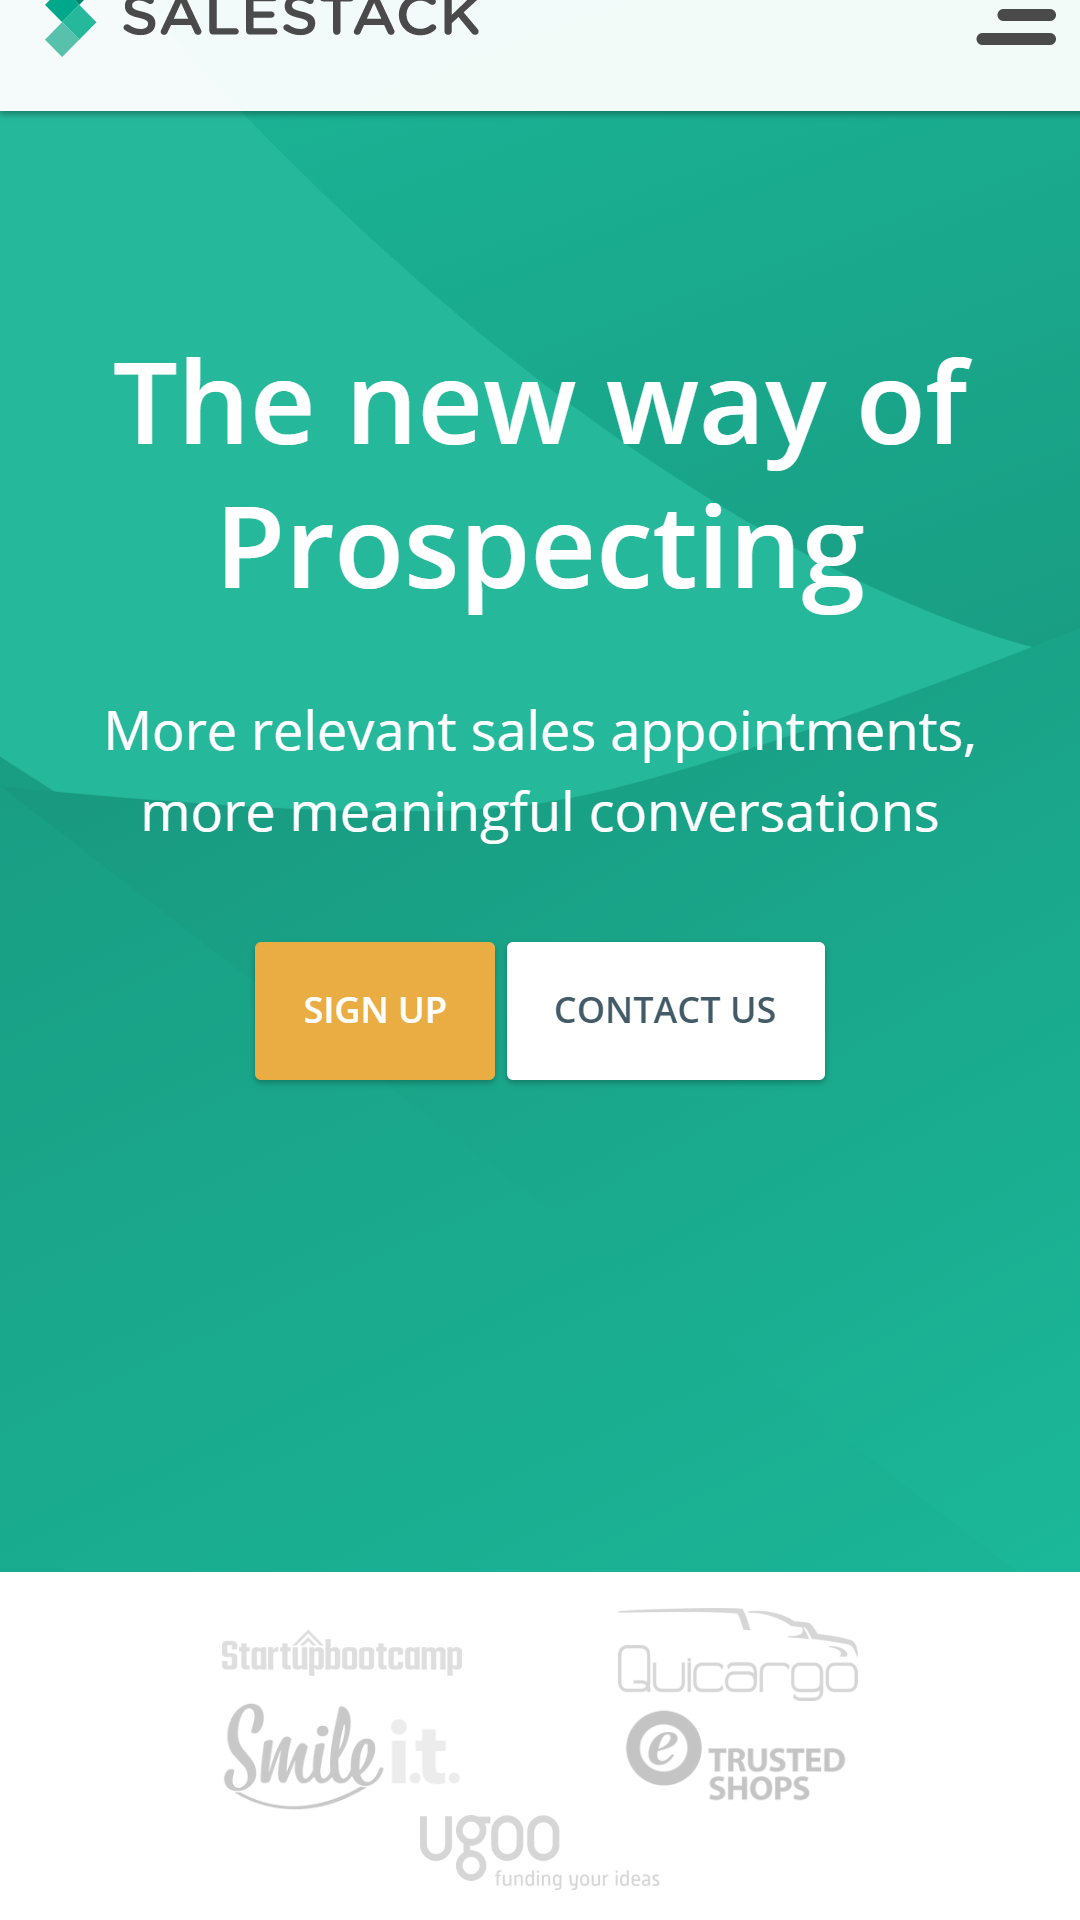 SALESTACK
The new way of
Prospecting
More relevant sales appointments,
more meaningful conversations
SIGN UP
CONTACT US
Startupbootcamp
Quicargo
Smile i.t.
e TRUSTED
SHOPS
ugoo
funding your ideas